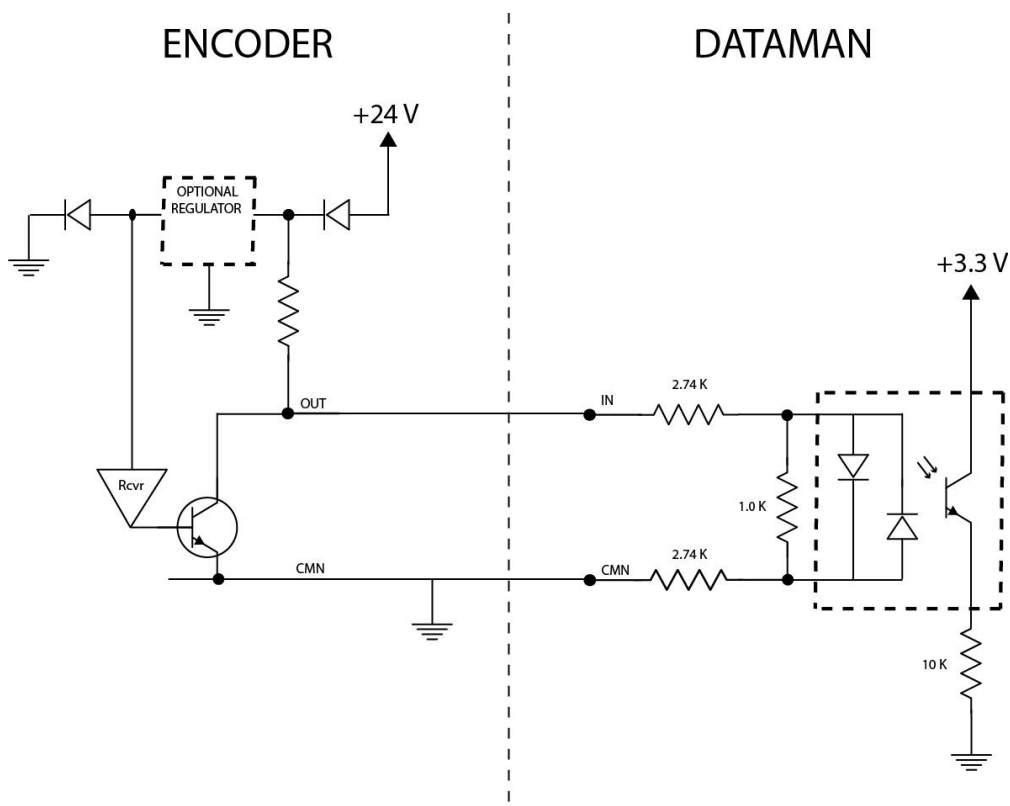 ENCODER
DATAMAN
+24 V
OPTIONAL
REGULATOR
+3.3 V
OUT
IN
2.74 K
Rcvr
1.0 K
CMN
CMN
2.74 K
10 K